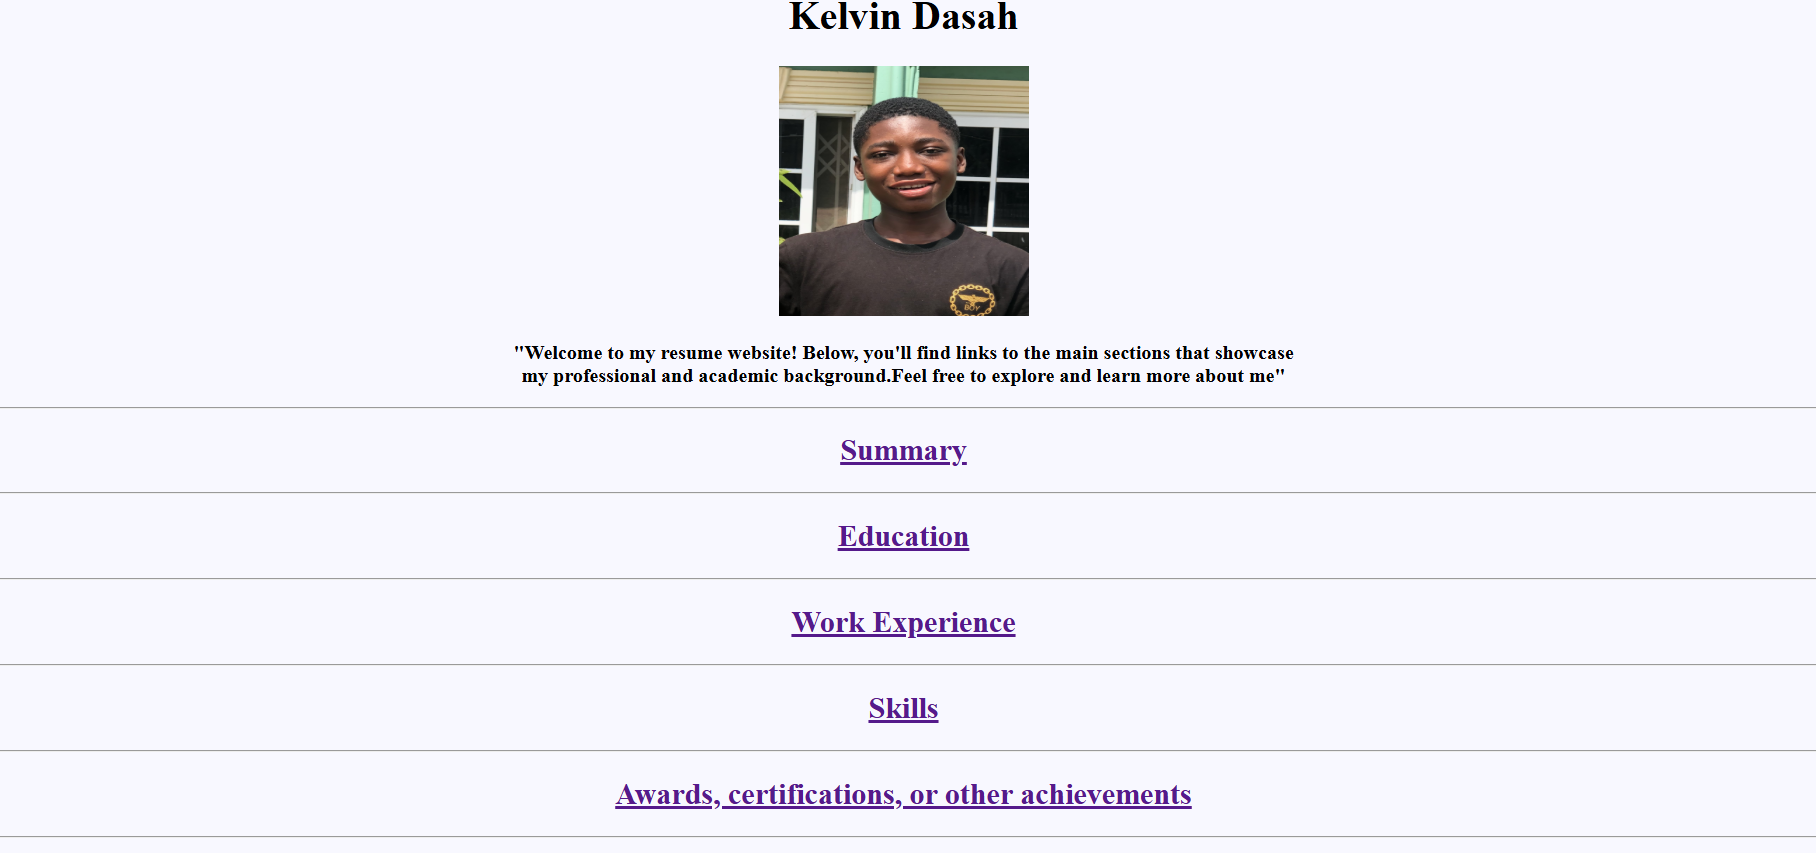 Kelvin Dasah
BOY
"Welcome to my resume website! Below, you'll find links to the main sections that showcase
my professional and academic background.Feel free to explore and learn more about me"
Summary
Education
Work Experience
Skills
Awards, certifications, or other achievements